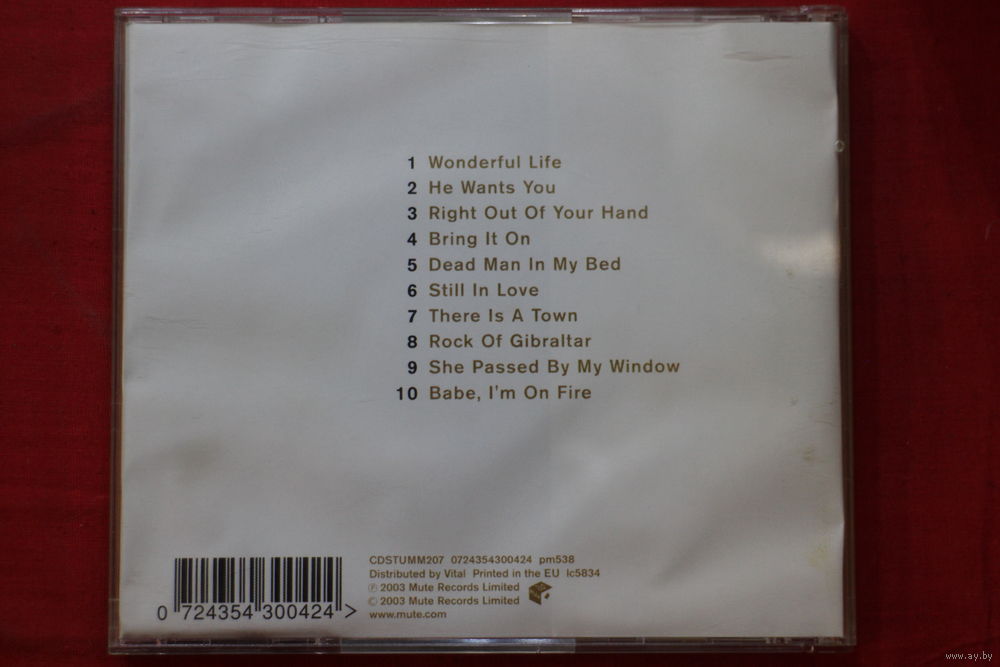 1 Wonderful Life
2 He Wants You
3 Right Out Of Your Hand
4 Bring It On
5 Dead Man In My Bed
6 Still In Love
7 There Is A Town
8 Rock Of Gibraltar
9 She Passed By My Window
10 Babe, I'm On Fire
0 724354 300424 >
CDSTUMM207 0724354300424 pm538
Distributed by Vital Printed in the EU lc5834
℗ 2003 Mute Records Limited
© 2003 Mute Records Limited
www.mute.com
www.ay.by